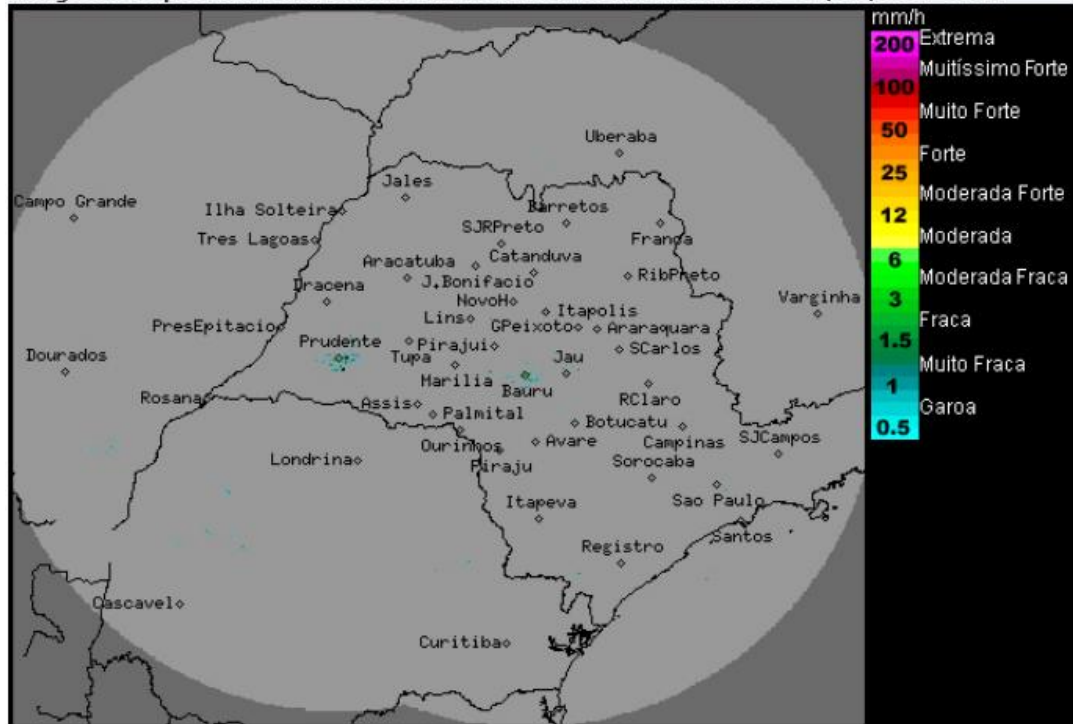 mm/h
200 Extrema
Muitíssimo Forte
100
Muito Forte
50
Forte
25
Moderada Forte
12
Moderada
6
Moderada Fraca
3
Fraca
1.5
Muito Fraca
1
Garoa
0.5
Uberaba
Jales
Campo Grande
Ilha Solteira
Barretos
SJRPreto
Franca
Tres Lagoas
Aracatuba
Catanduva
J.Bonifacio
RibPreto
Dracena
NovoH
Varginha
Itapolis
Lins
GPeixoto
Araraquara
PresEpitacio
Prudente
Pirajui
SCarlos
Dourados
Tupa
Jau
Marilia
Bauru
Rosana
Assis
RClaro
Palmital
Botucatu
Ourinhos
Avare
Campinas
SJCampos
Londrina
Piraju
Sorocaba
Itapeva
Sao Paulo
Santos
Registro
Cascavel
Curitiba